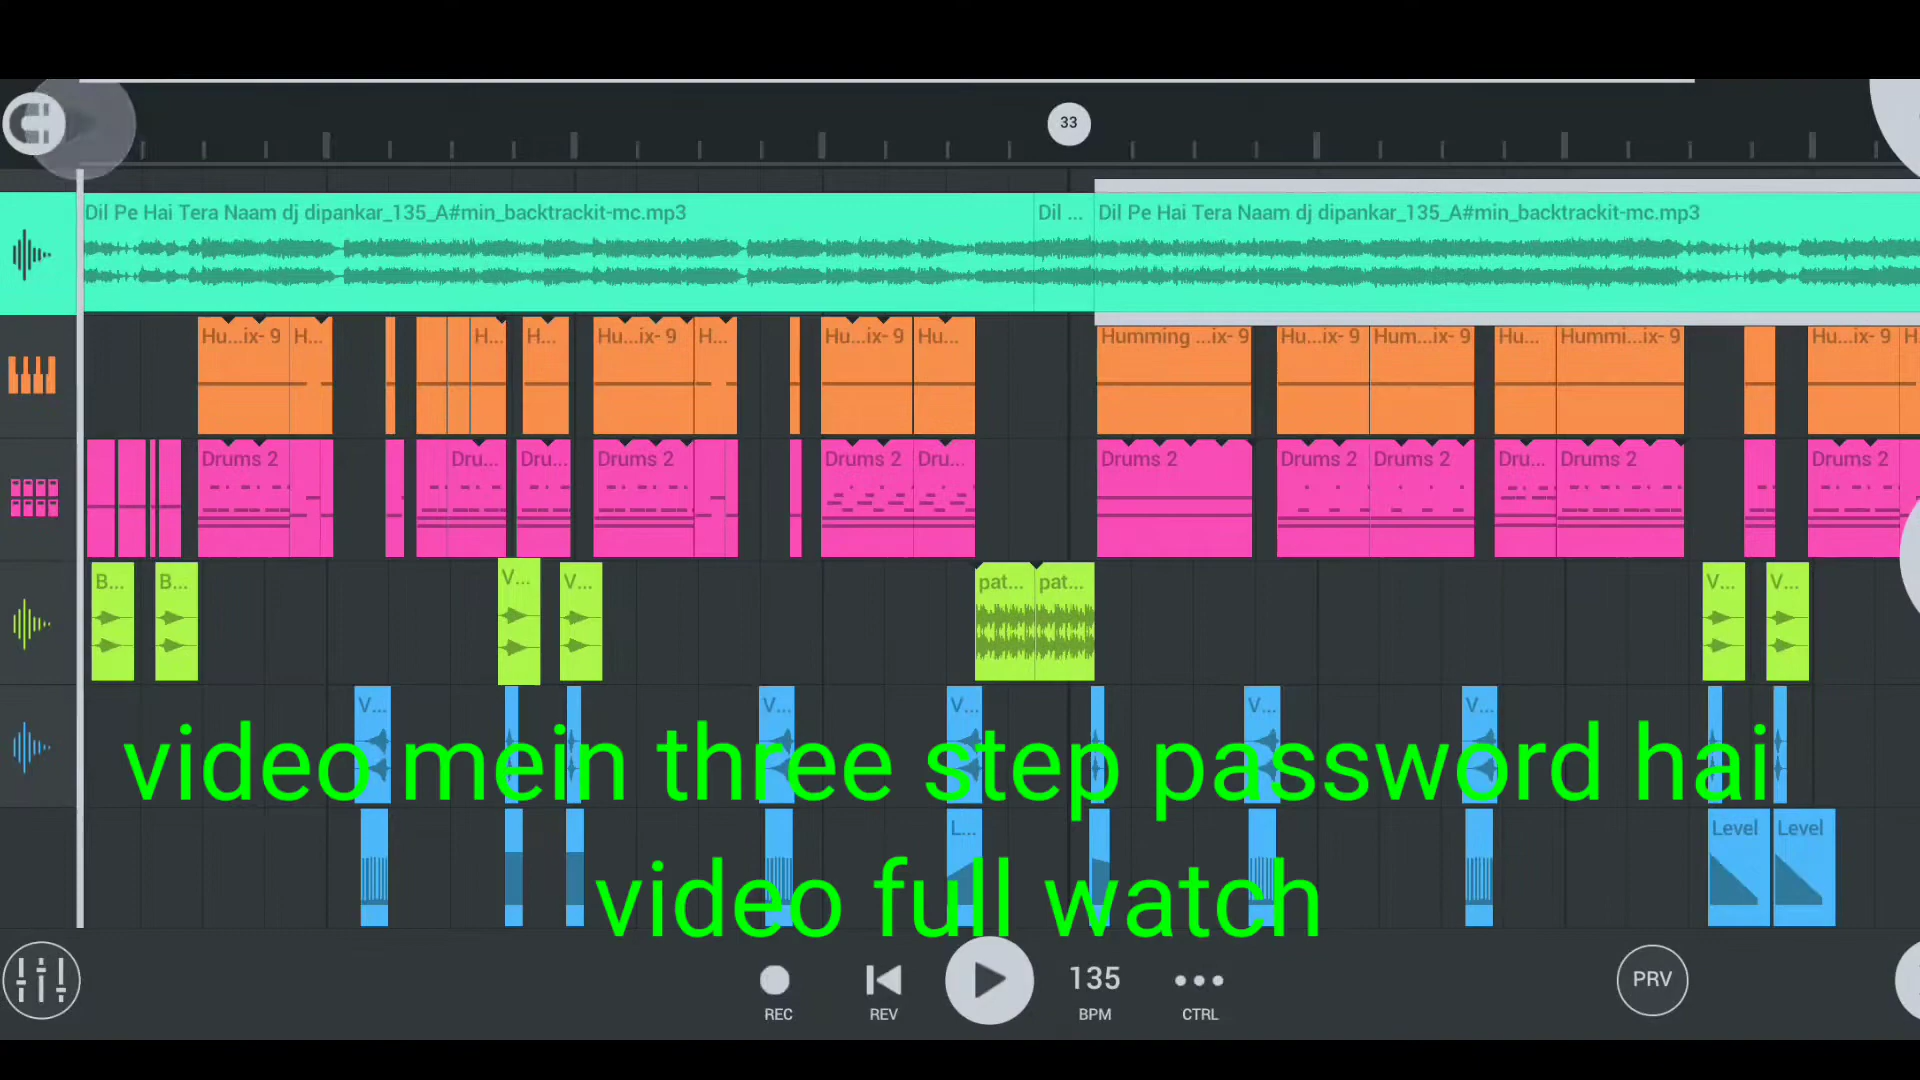 33
Dil Pe Hai Tera Naam dj dipankar_135_A#min_backtrackit-mc.mp3 Dil ... Dil Pe Hai Tera Naam dj dipankar_135_A#min_backtrackit-mc.mp3
Hu...ix- 9 H... H... H... Hu...ix- 9 H... Hu...ix- 9 Hu... Humming ...ix- 9 Hu...ix- 9 Hum...ix- 9 Hu... Hummi...ix- 9 Hu...ix- 9 H
Drums 2 Dru... Dru... Drums 2 Drums 2 Dru... Drums 2 Drums 2 Drums 2 Dru... Drums 2 Drums 2
B... B... V... V... pat... pat... V... V...
V... V... V... V... V...
video mein three step password hai
L... Level Level
video full watch
135 PRV
REC REV BPM CTRL